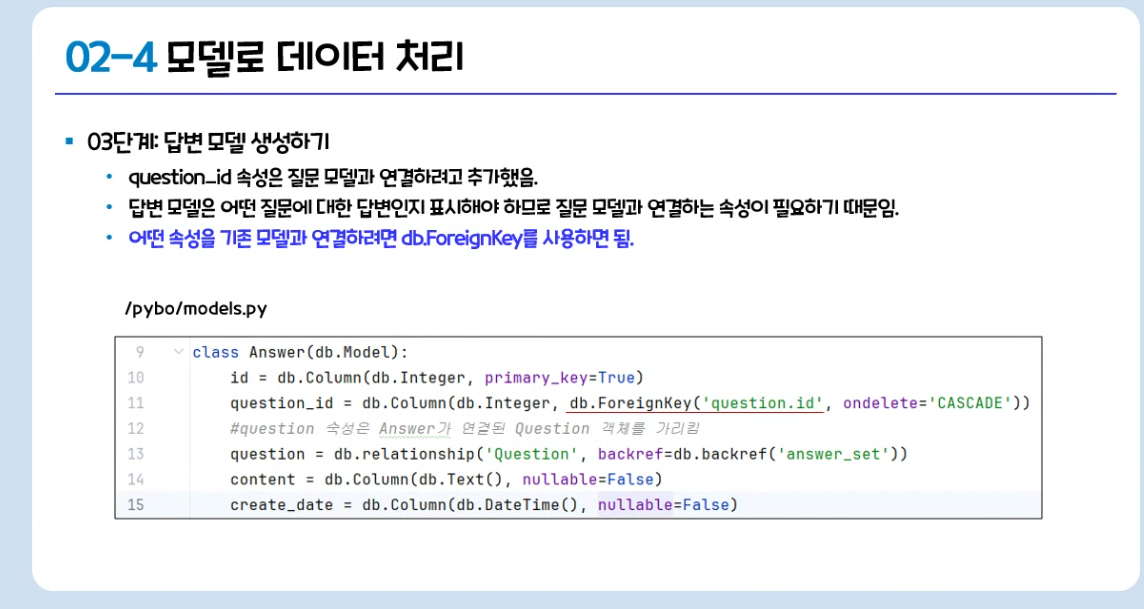 02-4 모델로 데이터 처리
03단계: 답변 모델 생성하기
question_id 속성은 질문 모델과 연결하려고 추가했음.
답변 모델은 어떤 질문에 대한 답변인지 표시해야 하므로 질문 모델과 연결하는 속성이 필요하기 때문임.
어떤 속성을 기존 모델과 연결하려면 db.ForeignKey를 사용하면 됨.
/pybo/models.py
9 class Answer(db.Model):
10 id = db.Column(db.Integer, primary_key=True)
11 question_id = db.Column(db.Integer, db.ForeignKey('question.id', ondelete='CASCADE'))
12 #question 속성은 Answer가 연결된 Question 객체를 가리킴
13 question = db.relationship('Question', backref=db.backref('answer_set'))
14 content = db.Column(db.Text(), nullable=False)
15 create_date = db.Column(db.DateTime(), nullable=False)